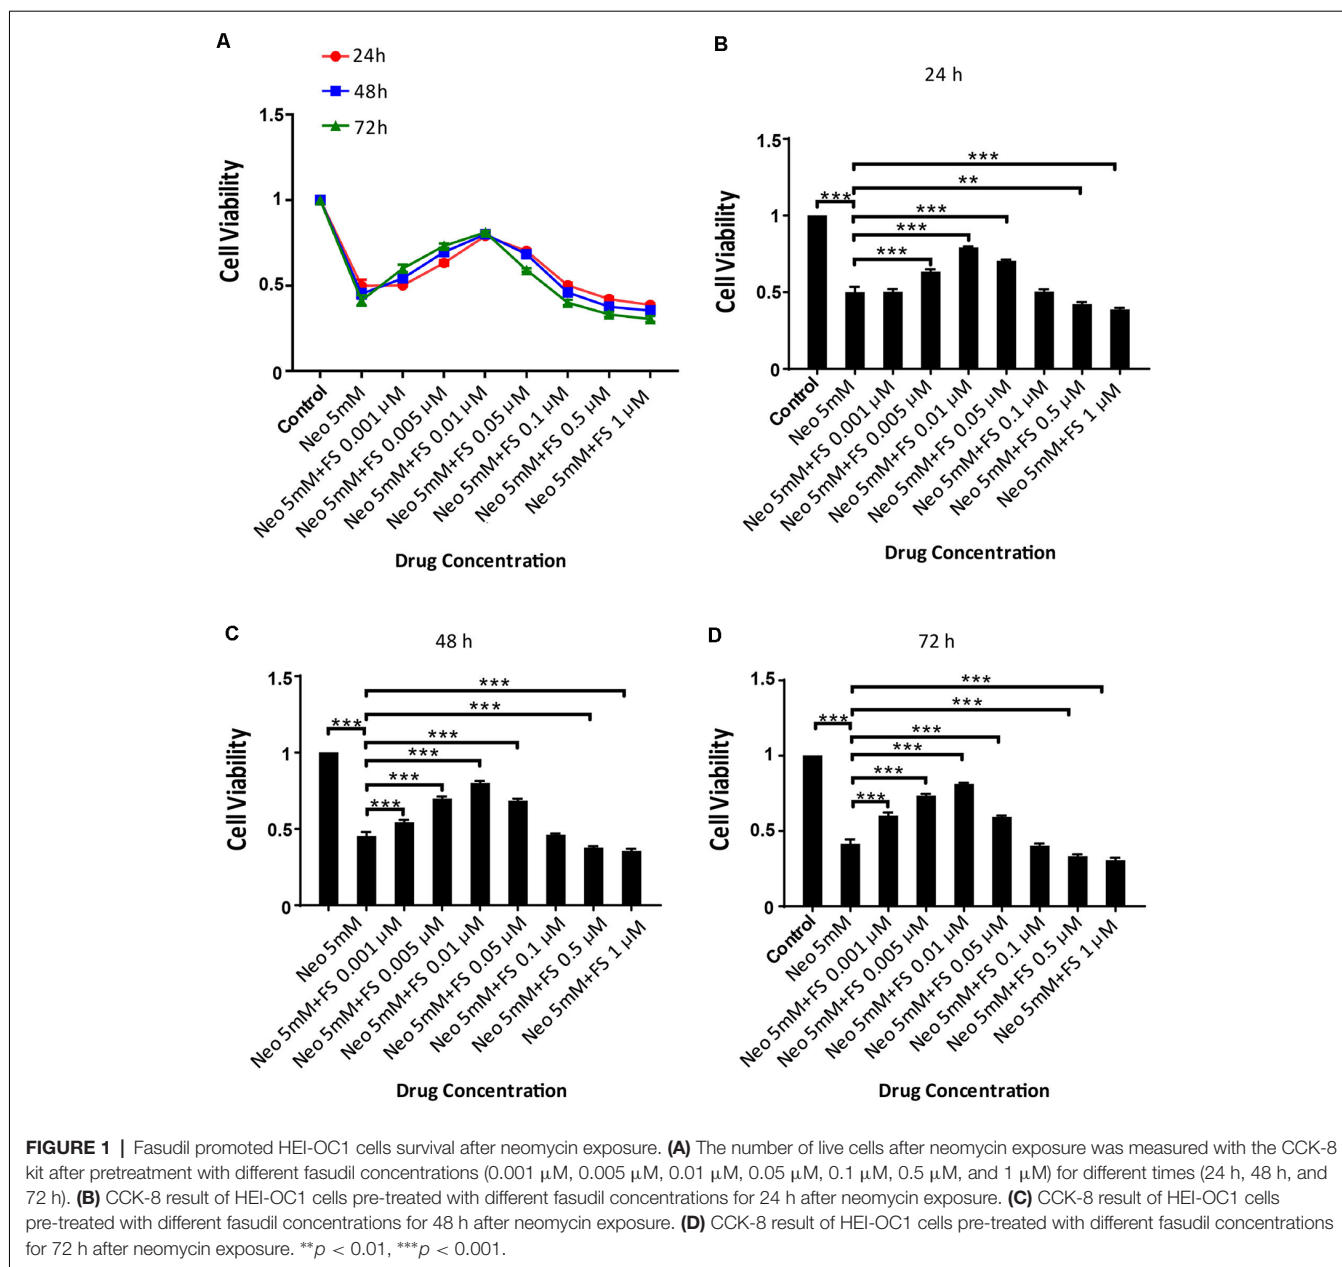 A
24h
48h
72h
1.5
1
0.5
0
Cell Viability
Control
Neo 5mM
Neo 5mM+FS 0.001 µM
Neo 5mM+FS 0.005 µM
Neo 5mM+FS 0.01 µM
Neo 5mM+FS 0.05 µM
Neo 5mM+FS 0.1 µM
Neo 5mM+FS 0.5 µM
Neo 5mM+FS 1 µM
Drug Concentration
B
24 h
1.5
1
0.5
0
Cell Viability
***
**
***
***
***
***
Control
Neo 5mM
Neo 5mM+FS 0.001 µM
Neo 5mM+FS 0.005 µM
Neo 5mM+FS 0.01 µM
Neo 5mM+FS 0.05 µM
Neo 5mM+FS 0.1 µM
Neo 5mM+FS 0.5 µM
Neo 5mM+FS 1 µM
Drug Concentration
C
48 h
1.5
1
0.5
0
Cell Viability
***
***
***
***
***
***
***
Neo 5mM
Neo 5mM+FS 0.001 µM
Neo 5mM+FS 0.005 µM
Neo 5mM+FS 0.01 µM
Neo 5mM+FS 0.05 µM
Neo 5mM+FS 0.1 µM
Neo 5mM+FS 0.5 µM
Neo 5mM+FS 1 µM
Drug Concentration
D
72 h
1.5
1
0.5
0
Cell Viability
***
***
***
***
***
***
***
Control
Neo 5mM
Neo 5mM+FS 0.001 µM
Neo 5mM+FS 0.005 µM
Neo 5mM+FS 0.01 µM
Neo 5mM+FS 0.05 µM
Neo 5mM+FS 0.1 µM
Neo 5mM+FS 0.5 µM
Neo 5mM+FS 1 µM
Drug Concentration
FIGURE 1 | Fasudil promoted HEI-OC1 cells survival after neomycin exposure. (A) The number of live cells after neomycin exposure was measured with the CCK-8
kit after pretreatment with different fasudil concentrations (0.001 µM, 0.005 µM, 0.01 µM, 0.05 µM, 0.1 µM, 0.5 µM, and 1 µM) for different times (24 h, 48 h, and
72 h). (B) CCK-8 result of HEI-OC1 cells pre-treated with different fasudil concentrations for 24 h after neomycin exposure. (C) CCK-8 result of HEI-OC1 cells
pre-treated with different fasudil concentrations for 48 h after neomycin exposure. (D) CCK-8 result of HEI-OC1 cells pre-treated with different fasudil concentrations
for 72 h after neomycin exposure. **p < 0.01, ***p < 0.001.